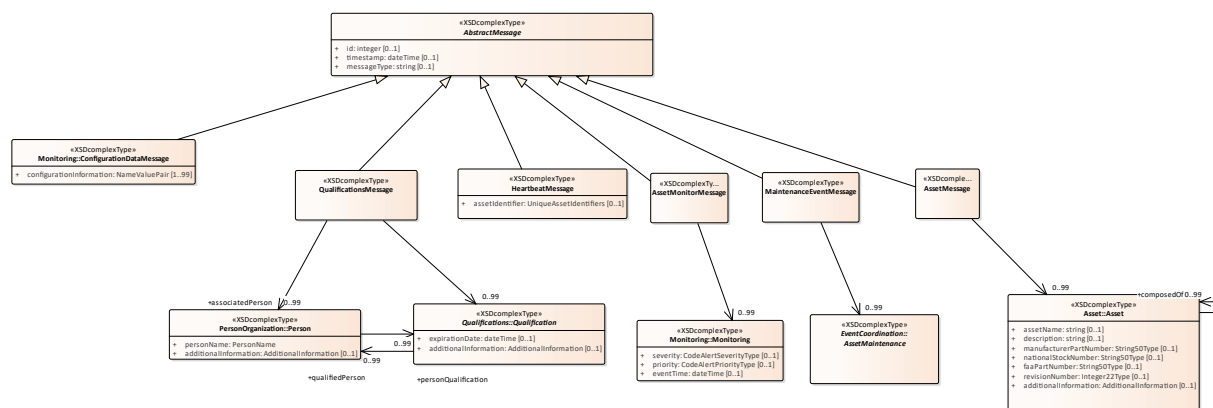 «XSDcomplexType»
AbstractMessage
+ id: integer [0..1]
+ timestamp: dateTime [0..1]
+ messageType: string [0..1]
«XSDcomplexType»
Monitoring::ConfigurationDataMessage
+ configurationInformation: NameValuePair [1..99]
«XSDcomplexType»
QualificationsMessage
«XSDcomplexType»
HeartbeatMessage
+ assetIdentifier: UniqueAssetIdentifiers [0..1]
«XSDcomplexTy...
AssetMonitorMessage
«XSDcomplexType»
MaintenanceEventMessage
«XSDcomple...
AssetMessage
+associatedPerson 0..99
0..99
0..99
0..99
0..99
+composedOf 0..99
«XSDcomplexType»
PersonOrganization::Person
+ personName: PersonName
+ additionalInformation: AdditionalInformation [0..1]
0..99
0..99
+qualifiedPerson
+personQualification
«XSDcomplexType»
Qualifications::Qualification
+ expirationDate: dateTime [0..1]
+ additionalInformation: AdditionalInformation [0..1]
«XSDcomplexType»
Monitoring::Monitoring
+ severity: CodeAlertSeverityType [0..1]
+ priority: CodeAlertPriorityType [0..1]
+ eventTime: dateTime [0..1]
«XSDcomplexType»
EventCoordination::
AssetMaintenance
«XSDcomplexType»
Asset::Asset
+ assetName: string [0..1]
+ description: string [0..1]
+ manufacturerPartNumber: String50Type [0..1]
+ nationalStockNumber: String50Type [0..1]
+ faaPartNumber: String50Type [0..1]
+ revisionNumber: Integer22Type [0..1]
+ additionalInformation: AdditionalInformation [0..1]